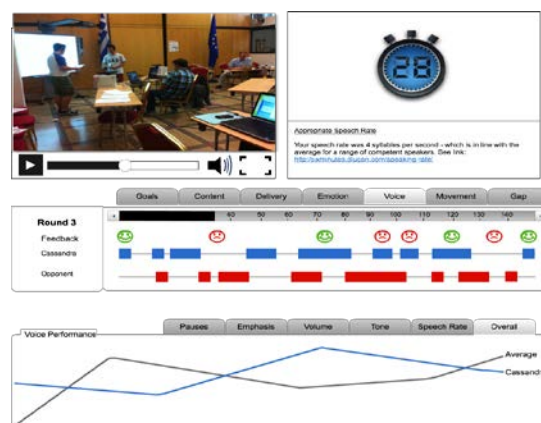 28
Appropriate Speech Rate
Your speech rate was 4 syllables per second - which is in line with the
average for a range of competent speakers. See link:
Goals Content Delivery Emotion Voice Movement Gap
Round 3
40 50 60 70 80 90 100 110 120 130 140
Feedback
Cassandra
Opponent
Voice Performance
Pauses Emphasis Volume Tone Speech Rate Overall
Average
Cassand